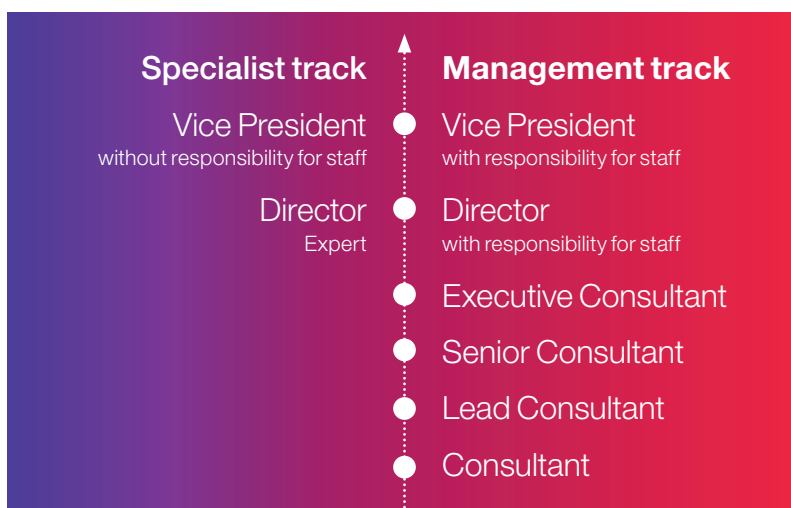 Specialist track
Vice President
without responsibility for staff
Director
Expert
Management track
Vice President
with responsibility for staff
Director
with responsibility for staff
Executive Consultant
Senior Consultant
Lead Consultant
Consultant